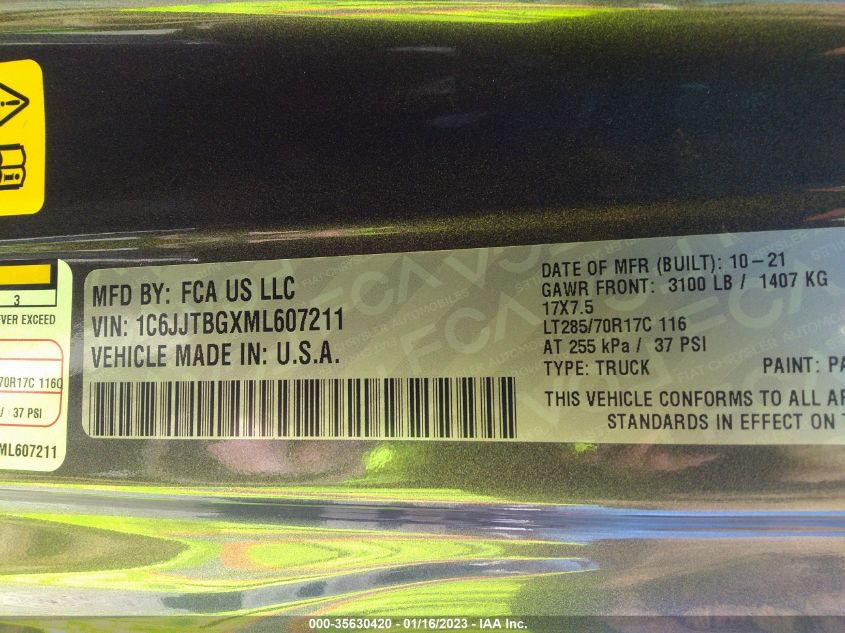 3
VER EXCEED
70R17C 116Q
/ 37 PSI
ML607211
MFD BY: FCA US LLC
VIN: 1C6JJTBGXML607211
VEHICLE MADE IN: U.S.A.
DATE OF MFR (BUILT): 10-21
GAWR FRONT: 3100 LB / 1407 KG
17X7.5
LT285/70R17C 116
AT 255 kPa / 37 PSI
TYPE: TRUCK PAINT: PA
THIS VEHICLE CONFORMS TO ALL AP
STANDARDS IN EFFECT ON T
000-35630420 - 01/16/2023 - IAA Inc.